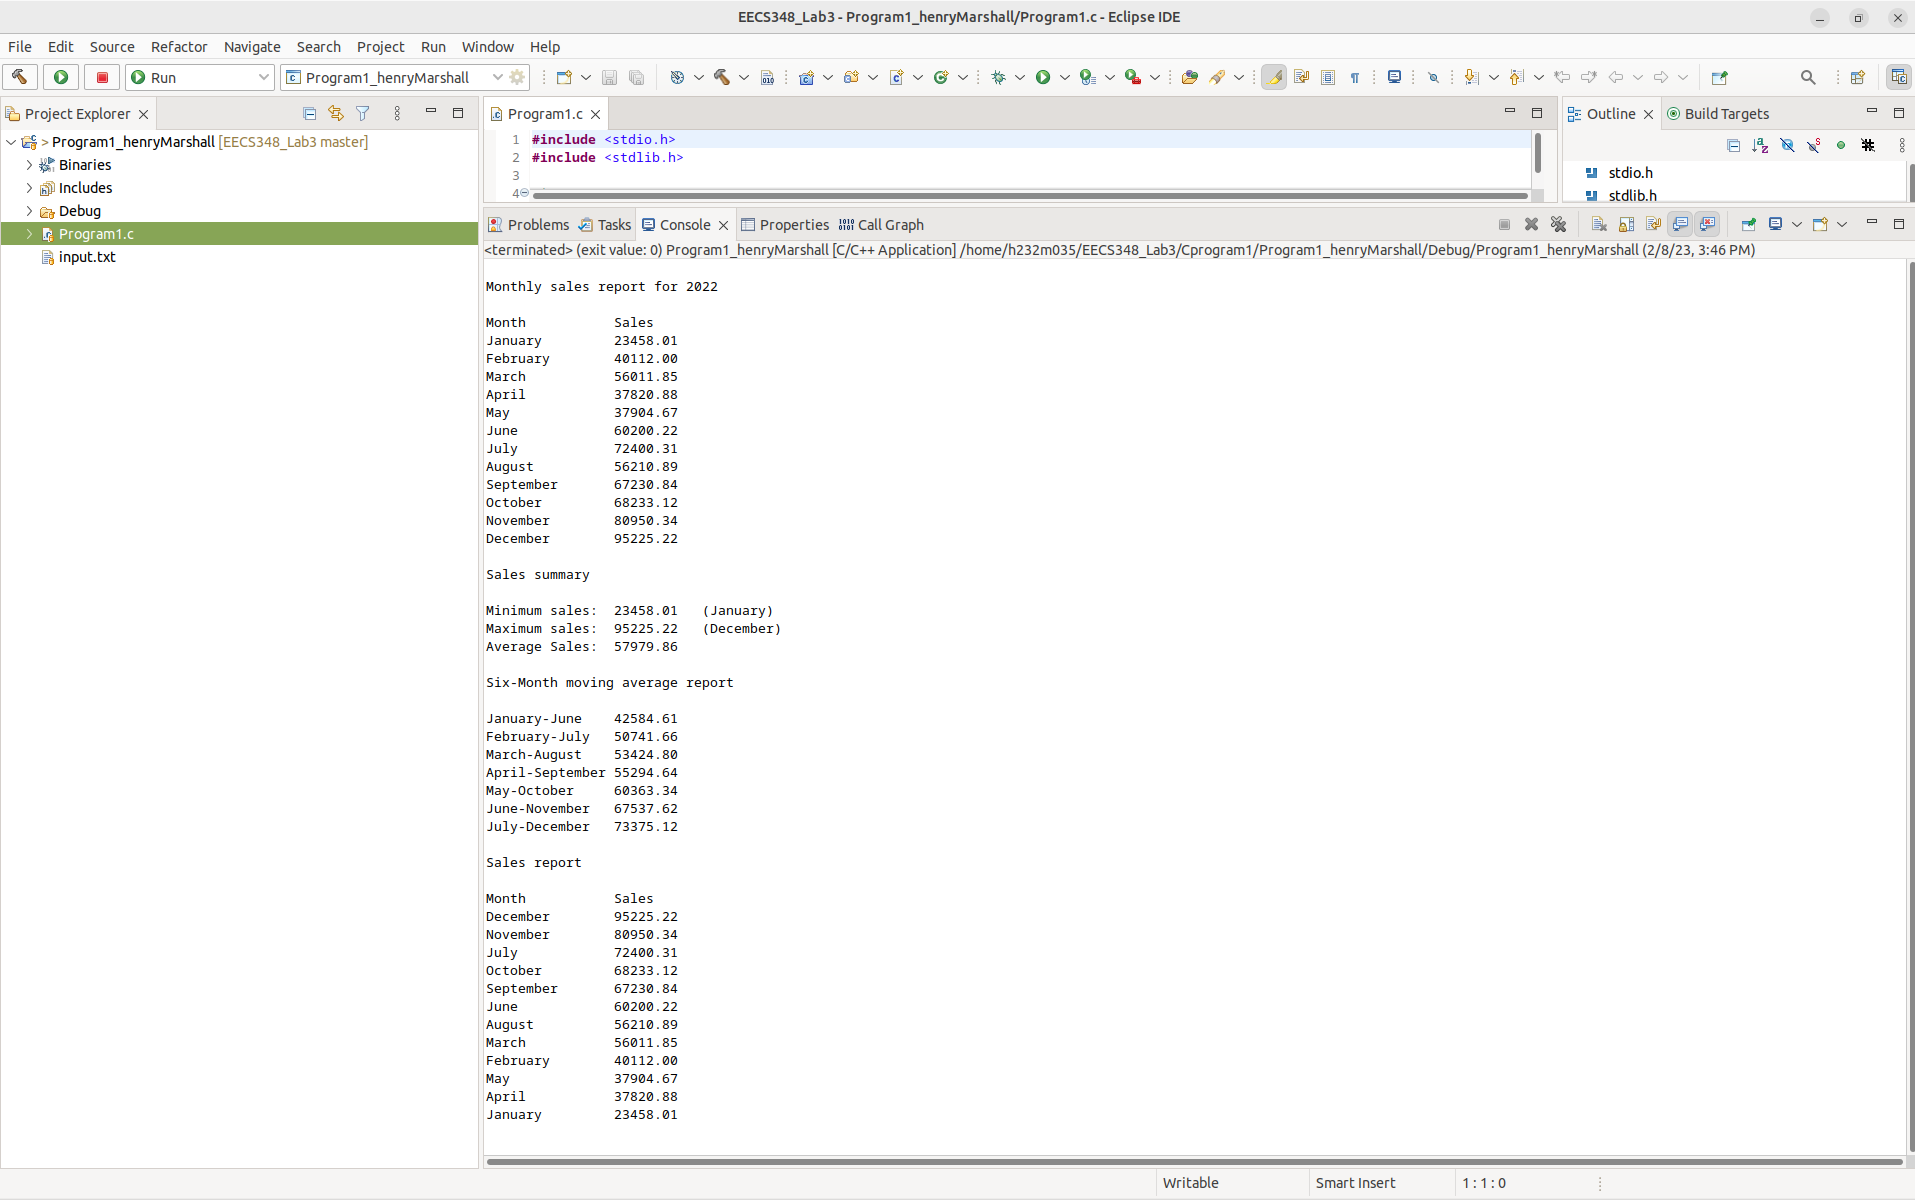 EECS348_Lab3 - Program1_henryMarshall/Program1.c - Eclipse IDE
File Edit Source Refactor Navigate Search Project Run Window Help
Run Program1_henryMarshall
Project Explorer
> Program1_henryMarshall [EECS348_Lab3 master]
Binaries
Includes
Debug
Program1.c
input.txt
Program1.c
1 #include <stdio.h>
2 #include <stdlib.h>
3
4
Outline Build Targets
stdio.h
stdlib.h
Problems Tasks Console Properties Call Graph
<terminated> (exit value: 0) Program1_henryMarshall [C/C++ Application] /home/h232m035/EECS348_Lab3/Cprogram1/Program1_henryMarshall/Debug/Program1_henryMarshall (2/8/23, 3:46 PM)
Monthly sales report for 2022
Month Sales
January 23458.01
February 40112.00
March 56011.85
April 37820.88
May 37904.67
June 60200.22
July 72400.31
August 56210.89
September 67230.84
October 68233.12
November 80950.34
December 95225.22
Sales summary
Minimum sales: 23458.01 (January)
Maximum sales: 95225.22 (December)
Average Sales: 57979.86
Six-Month moving average report
January-June 42584.61
February-July 50741.66
March-August 53424.80
April-September 55294.64
May-October 60363.34
June-November 67537.62
July-December 73375.12
Sales report
Month Sales
December 95225.22
November 80950.34
July 72400.31
October 68233.12
September 67230.84
June 60200.22
August 56210.89
March 56011.85
February 40112.00
May 37904.67
April 37820.88
January 23458.01
Writable Smart Insert 1 : 1 : 0